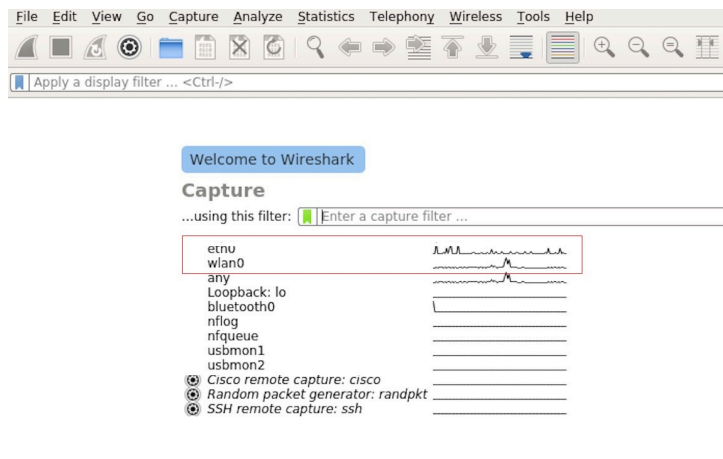 File Edit View Go Capture Analyze Statistics Telephony Wireless Tools Help
Apply a display filter ... <Ctrl-/>
Welcome to Wireshark
Capture
...using this filter: Enter a capture filter ...
eth0
wlan0
any
Loopback: lo
bluetooth0
nflog
nfqueue
usbmon1
usbmon2
Cisco remote capture: cisco
Random packet generator: randpkt
SSH remote capture: ssh